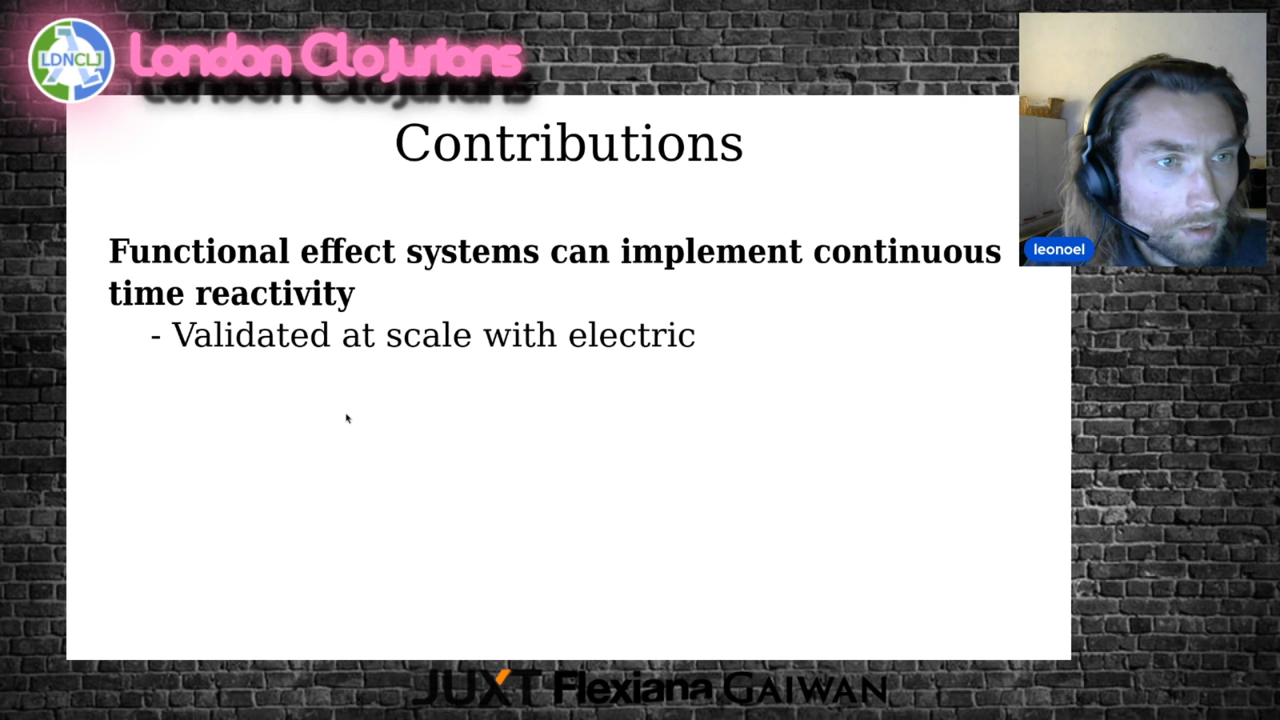 LDNCLJ
London Clojurians
Contributions
Functional effect systems can implement continuous
time reactivity
- Validated at scale with electric
leonoel
JUXT Flexiana GAIWAN